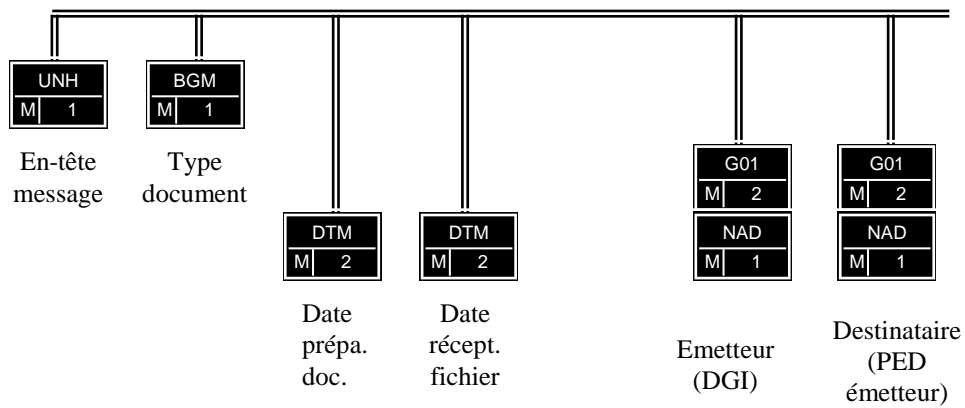 UNH
M 1
En-tête
message
BGM
M 1
Type
document
DTM
M 2
Date
prépa.
doc.
DTM
M 2
Date
récept.
fichier
G01
M 2
NAD
M 1
Emetteur
(DGI)
G01
M 2
NAD
M 1
Destinataire
(PED
émetteur)